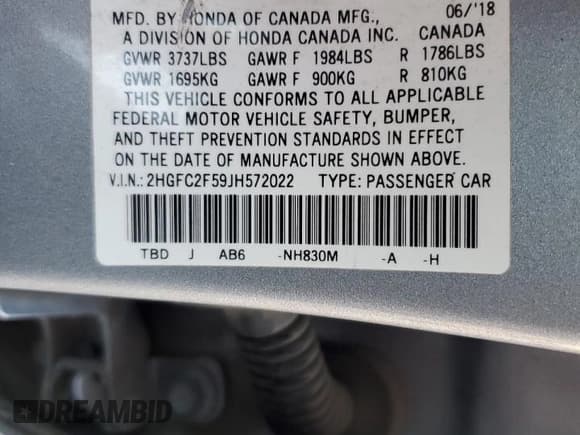 MFD. BY HONDA OF CANADA MFG., 06/'18
A DIVISION OF HONDA CANADA INC. CANADA
GVWR 3737LBS GAWR F 1984LBS R 1786LBS
GVWR 1695KG GAWR F 900KG R 810KG
THIS VEHICLE CONFORMS TO ALL APPLICABLE
FEDERAL MOTOR VEHICLE SAFETY, BUMPER,
AND THEFT PREVENTION STANDARDS IN EFFECT
ON THE DATE OF MANUFACTURE SHOWN ABOVE.
V.I.N.: 2HGFC2F59JH572022 TYPE: PASSENGER CAR
TBD J AB6 -NH830M -A -H
DREAMBID